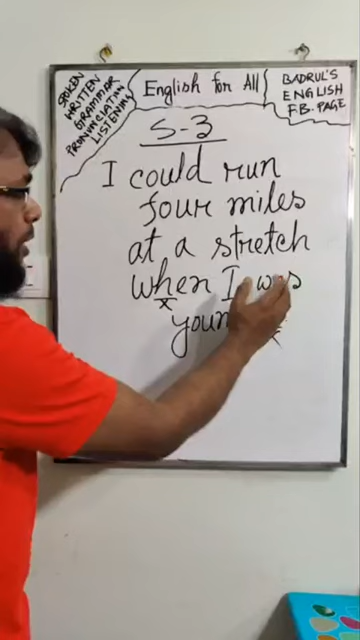 SPOKEN
WRITTEN
GRAMMAR
PRONUNCIATION
LISTENING
English for All
BADRUL'S
ENGLISH
F.B. PAGE
S-3
I could run
four miles
at a stretch
when I was